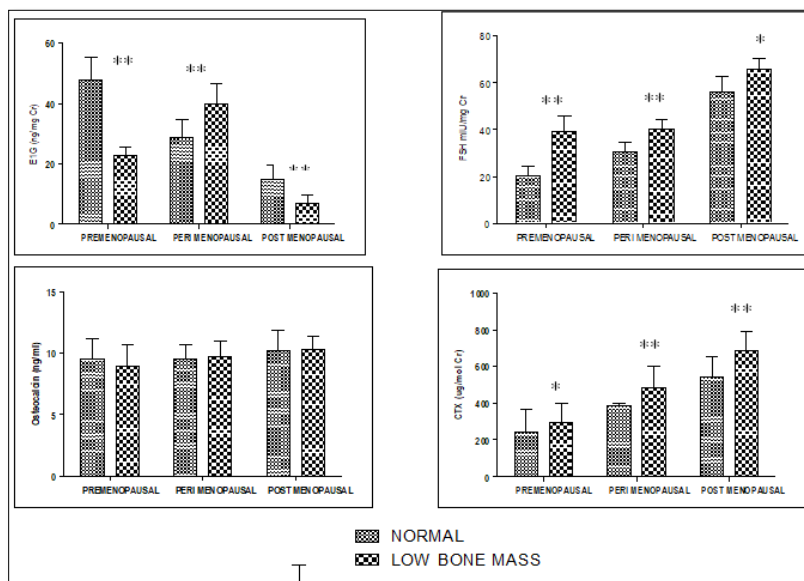 E1G (ng/mg Cr)
60
40
20
0
**
**
**
PREMENOPAUSAL PERIMENOPAUSAL POSTMENOPAUSAL
FSH mIU/mg Cr
80
60
40
20
0
**
**
*
PREMENOPAUSAL PERIMENOPAUSAL POSTMENOPAUSAL
Osteocalcin (ng/ml)
15
10
5
0
PREMENOPAUSAL PERIMENOPAUSAL POSTMENOPAUSAL
CTX (ug/mol Cr)
1000
800
600
400
200
0
*
**
**
PREMENOPAUSAL PERIMENOPAUSAL POSTMENOPAUSAL
NORMAL
LOW BONE MASS